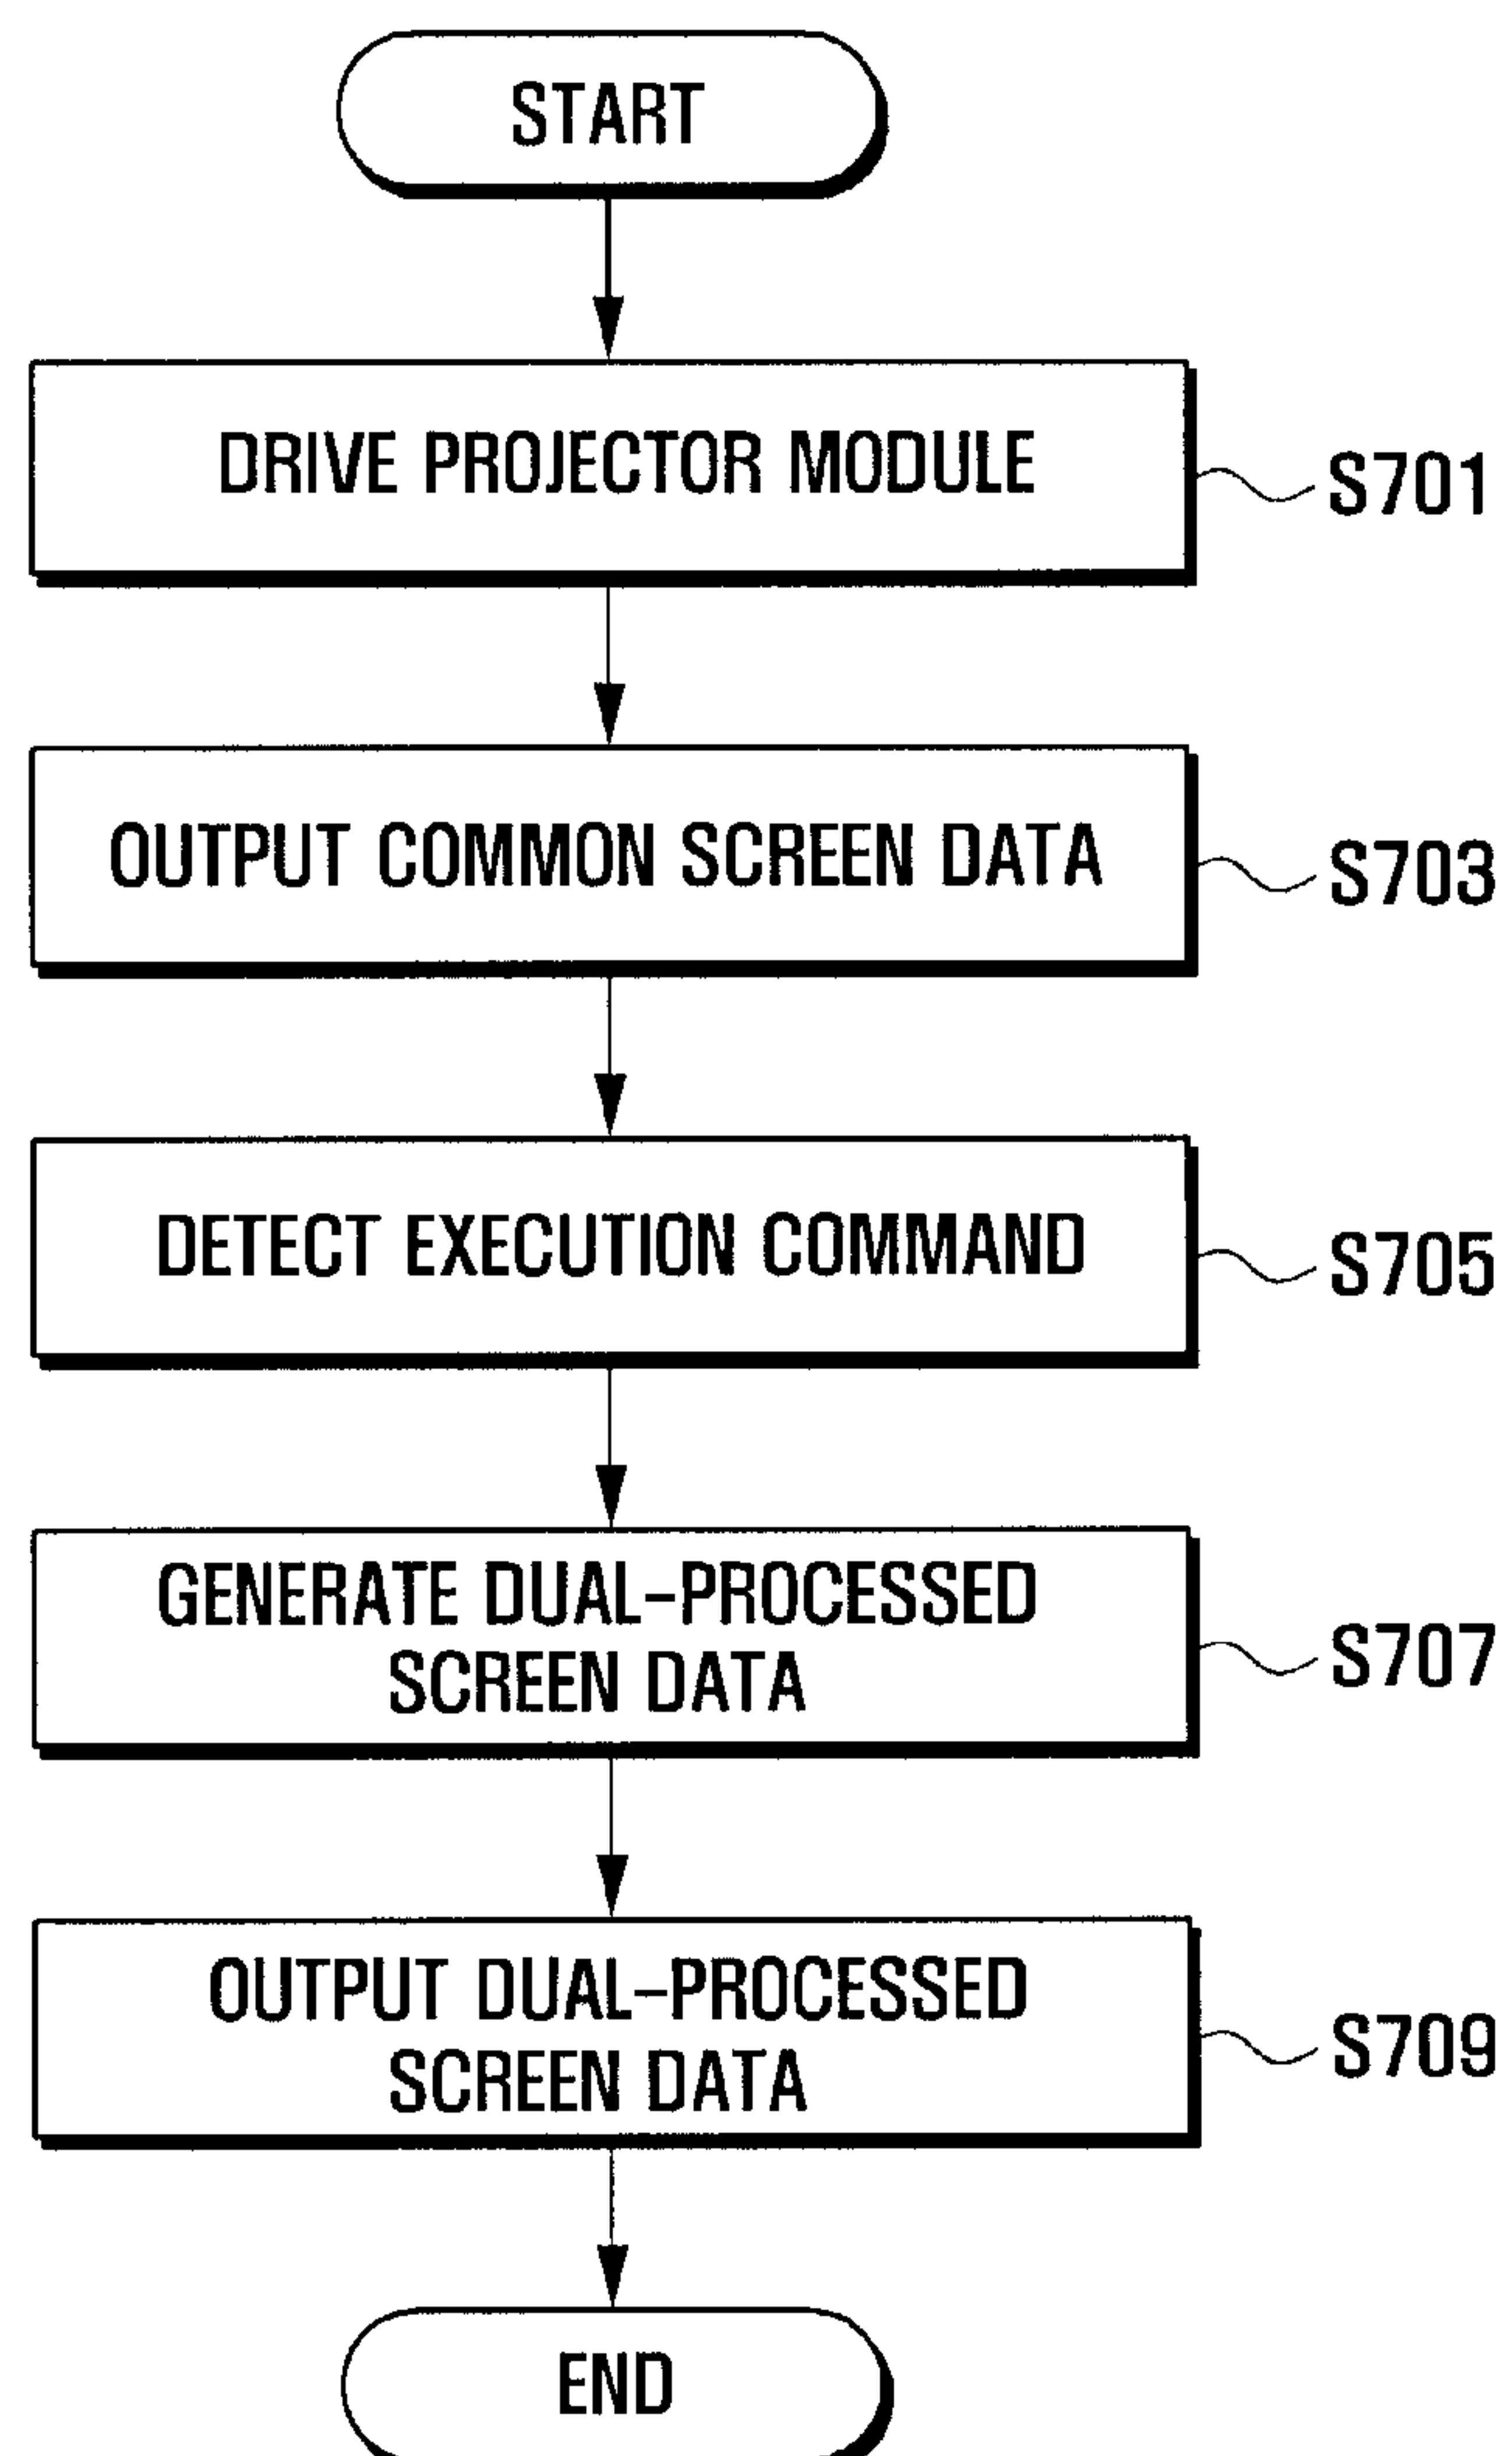 START
DRIVE PROJECTOR MODULE
S701
OUTPUT COMMON SCREEN DATA
S703
DETECT EXECUTION COMMAND
S705
GENERATE DUAL-PROCESSED
SCREEN DATA
S707
OUTPUT DUAL-PROCESSED
SCREEN DATA
S709
END